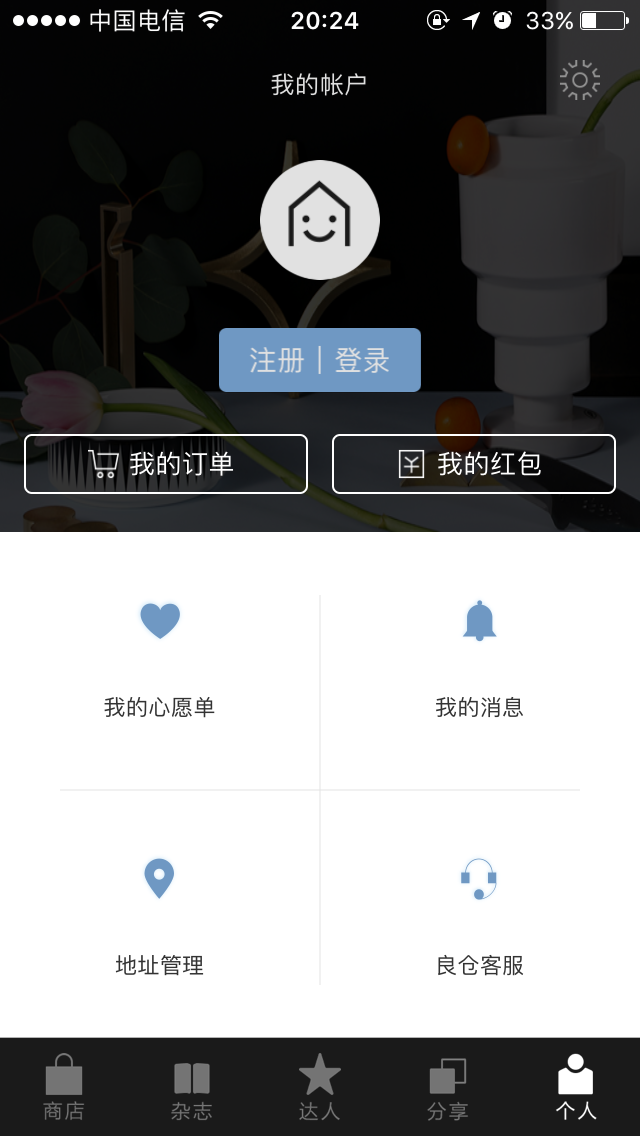 中国电信 20:24 33%
我的帐户
注册 | 登录
我的订单 我的红包
我的心愿单 我的消息
地址管理 良仓客服
商店 杂志 达人 分享 个人